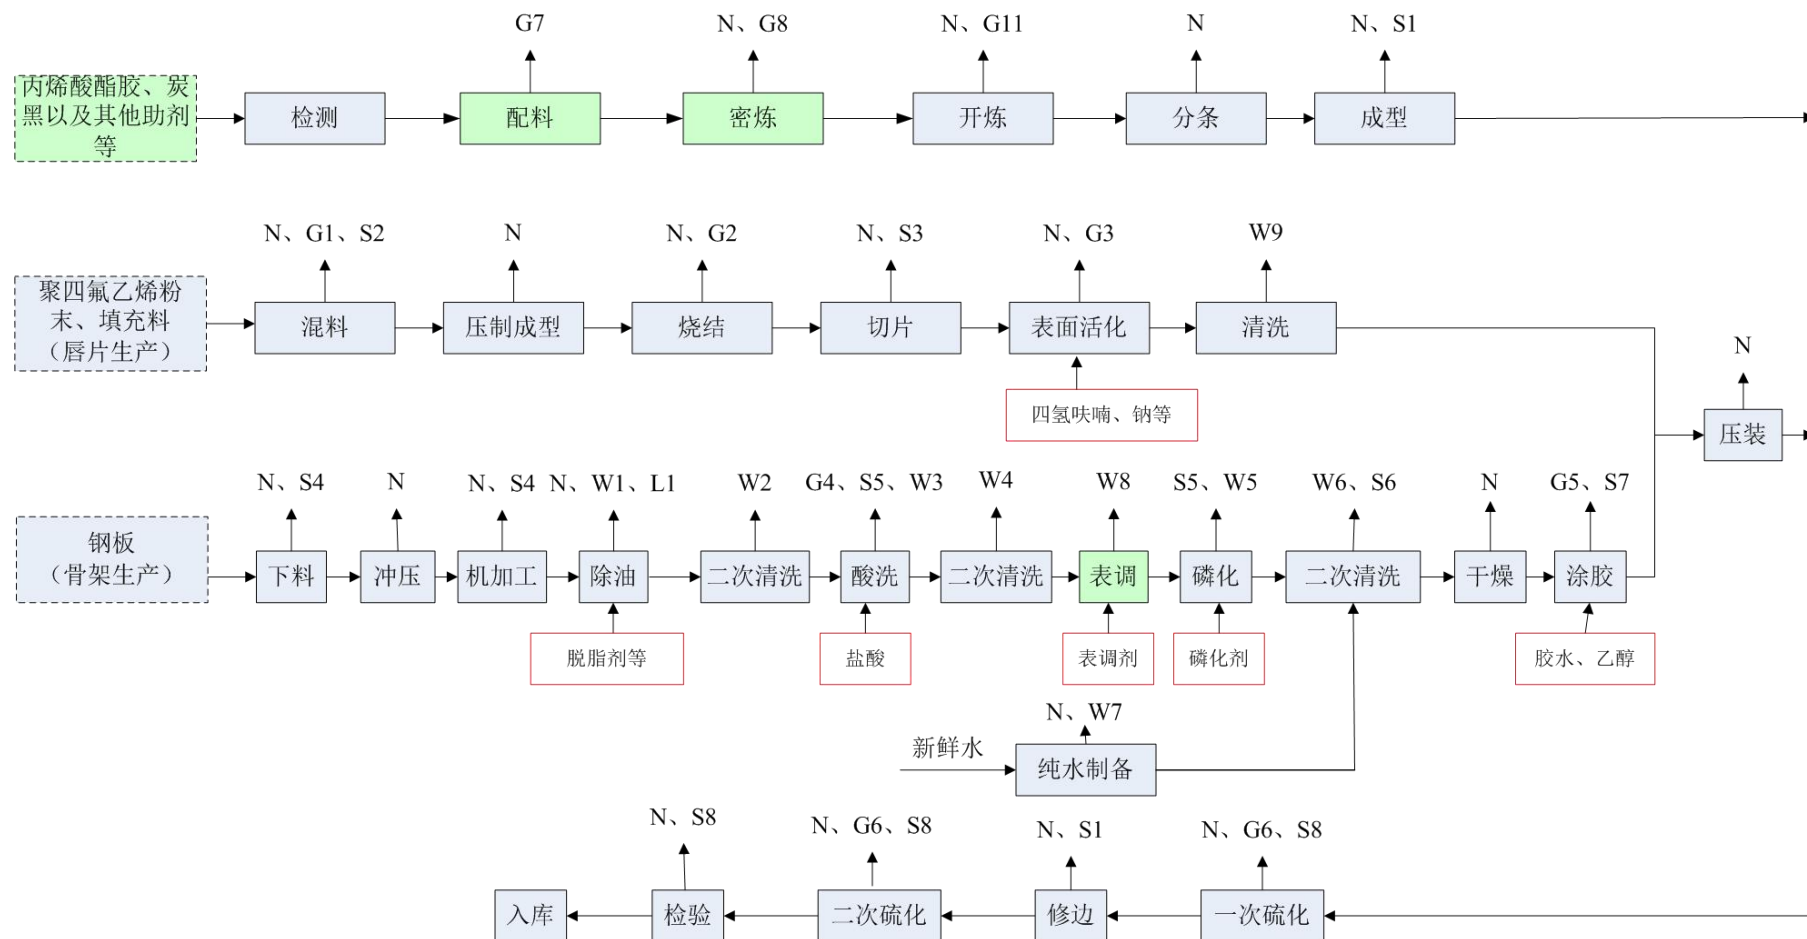 G7
N、G8
N、G11
N
N、S1
丙烯酸酯胶、炭
黑以及其他助剂
等
检测
配料
密炼
开炼
分条
成型
N、G1、S2
N
N、G2
N、S3
N、G3
W9
聚四氟乙烯粉
末、填充料
（唇片生产）
混料
压制成型
烧结
切片
表面活化
清洗
四氢呋喃、钠等
N
压装
N、S4
N
N、S4
N、W1、L1
W2
G4、S5、W3
W4
W8
S5、W5
W6、S6
N
G5、S7
钢板
（骨架生产）
下料
冲压
机加工
除油
二次清洗
酸洗
二次清洗
表调
磷化
二次清洗
干燥
涂胶
脱脂剂等
盐酸
表调剂
磷化剂
胶水、乙醇
N、W7
新鲜水
纯水制备
N、S8
N、G6、S8
N、S1
N、G6、S8
入库
检验
二次硫化
修边
一次硫化